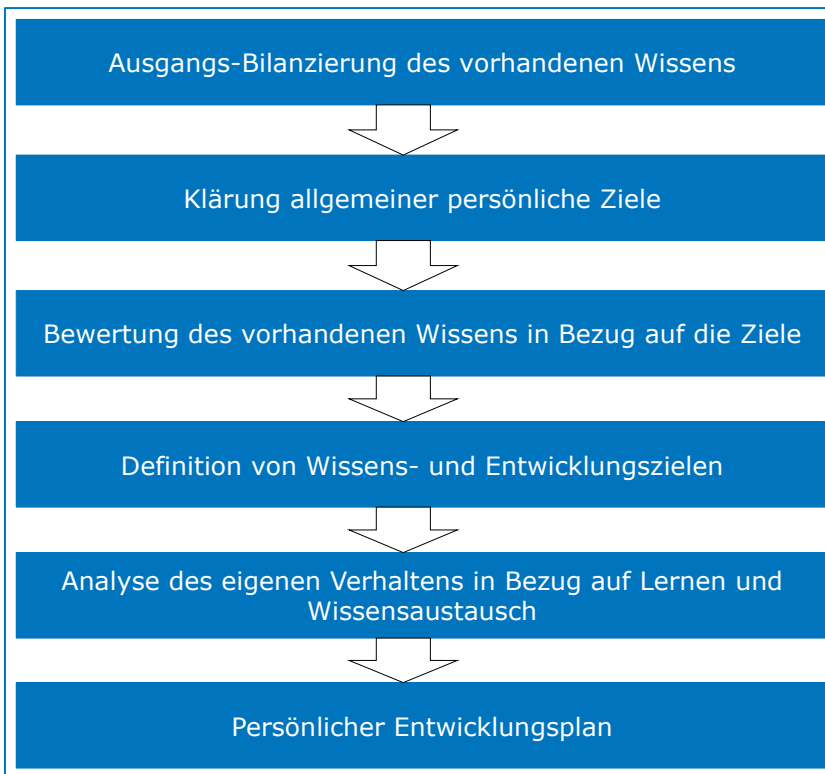 Ausgangs-Bilanzierung des vorhandenen Wissens
Klärung allgemeiner persönliche Ziele
Bewertung des vorhandenen Wissens in Bezug auf die Ziele
Definition von Wissens- und Entwicklungszielen
Analyse des eigenen Verhaltens in Bezug auf Lernen und
Wissensaustausch
Persönlicher Entwicklungsplan